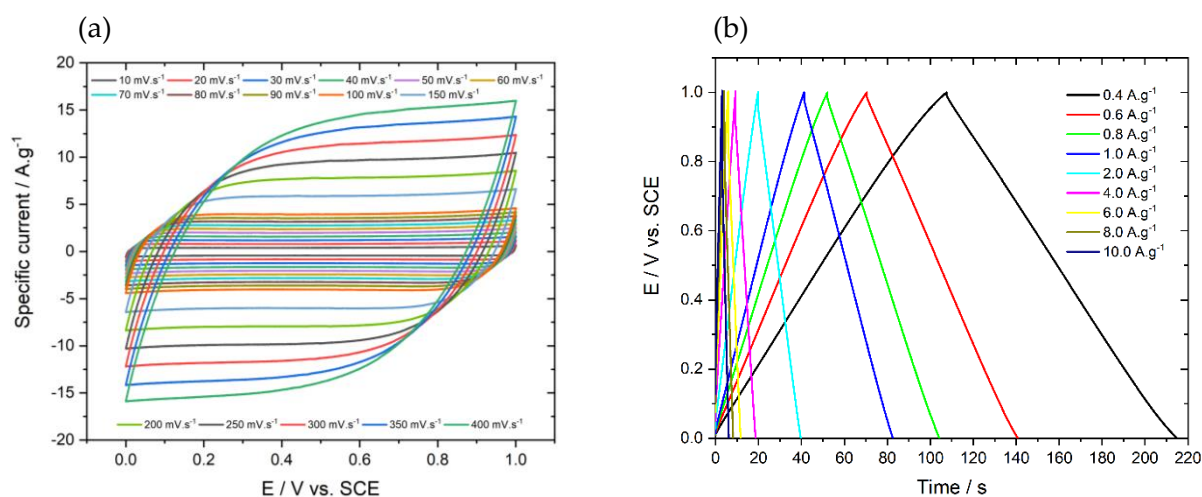 (a)
(b)
20
15
10
5
0
-5
-10
-15
-20
Specific current / A.g-1
10 mV.s-1 20 mV.s-1 30 mV.s-1 40 mV.s-1 50 mV.s-1 60 mV.s-1
70 mV.s-1 80 mV.s-1 90 mV.s-1 100 mV.s-1 150 mV.s-1
200 mV.s-1 250 mV.s-1 300 mV.s-1 350 mV.s-1 400 mV.s-1
0.0 0.2 0.4 0.6 0.8 1.0
E / V vs. SCE
1.0
0.8
0.6
0.4
0.2
0.0
E / V vs. SCE
0.4 A.g-1
0.6 A.g-1
0.8 A.g-1
1.0 A.g-1
2.0 A.g-1
4.0 A.g-1
6.0 A.g-1
8.0 A.g-1
10.0 A.g-1
0 20 40 60 80 100 120 140 160 180 200 220
Time / s